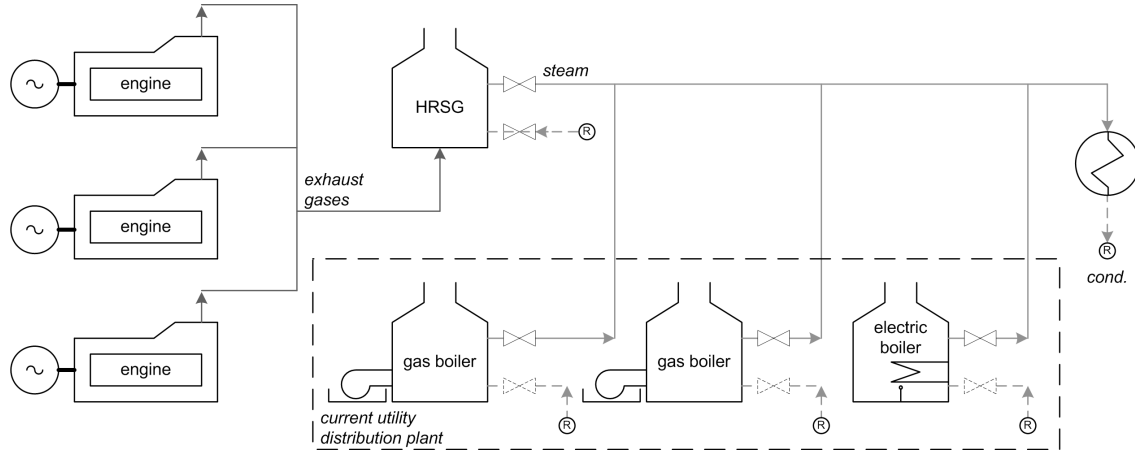 engine
HRSG
steam
R
engine
exhaust
gases
R
cond.
engine
gas boiler
gas boiler
electric
boiler
R
R
R
current utility
distribution plant